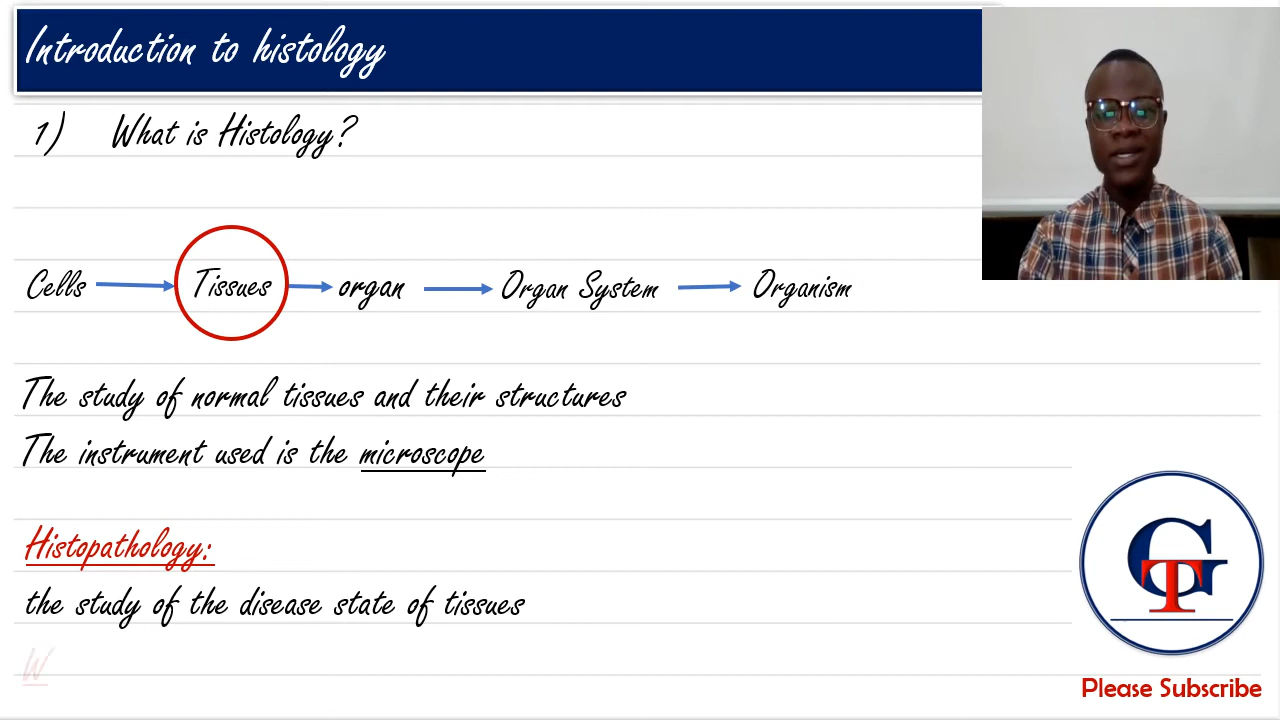 Introduction to histology
1) What is Histology?
Cells Tissues organ Organ System Organism
The study of normal tissues and their structures
The instrument used is the microscope
Histopathology:
the study of the disease state of tissues
W
GT
Please Subscribe